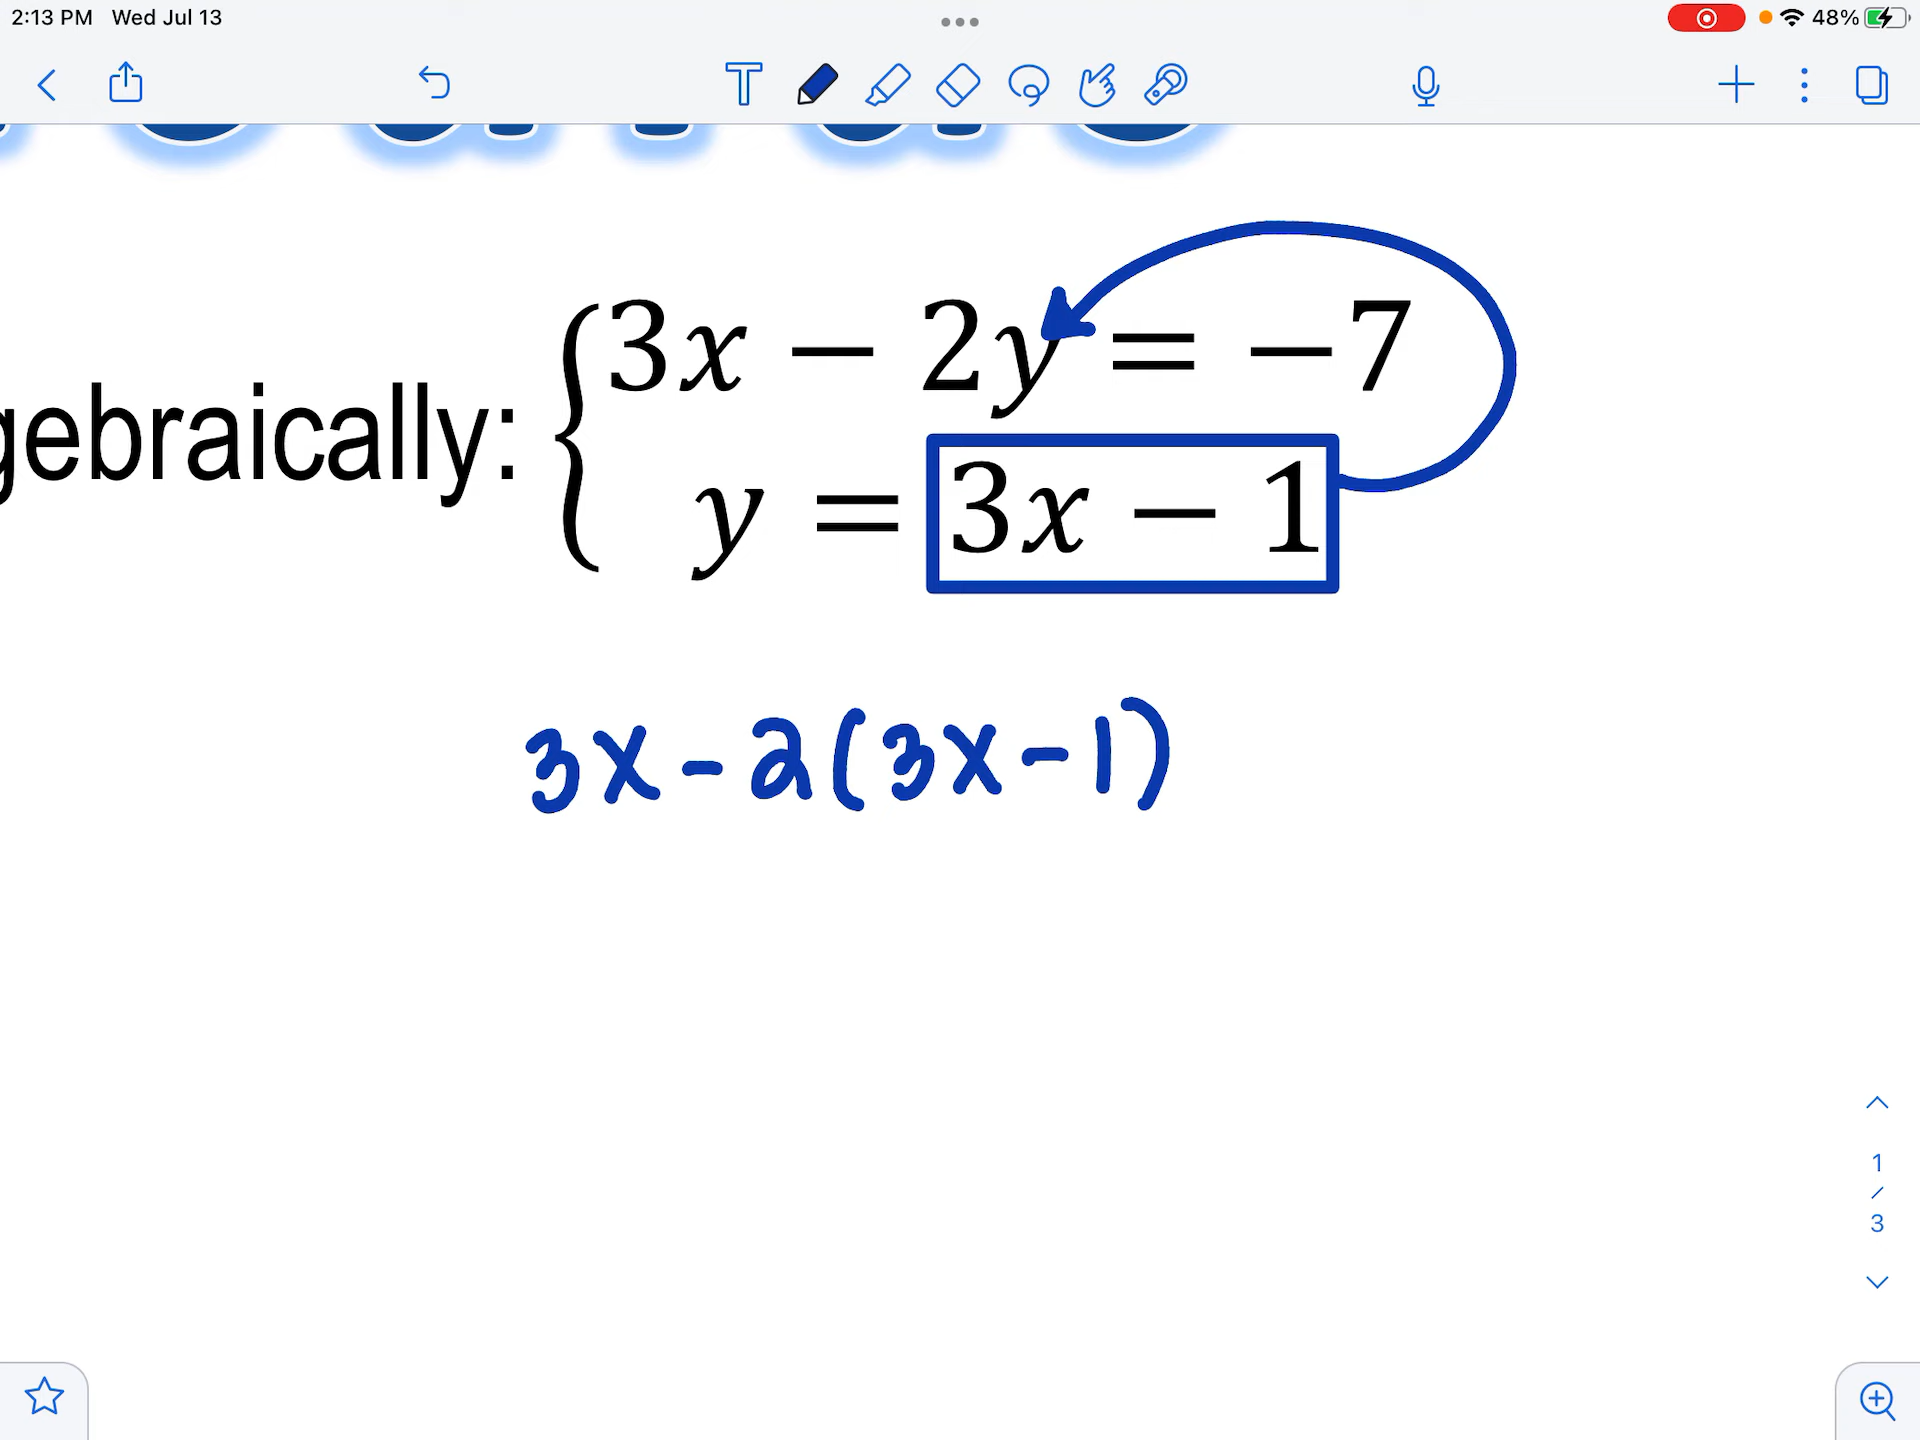 2:13 PM Wed Jul 13
48%
T
3x − 2y = −7
gebraically:
y = 3x − 1
3x - 2(3x - 1)
1
/
3